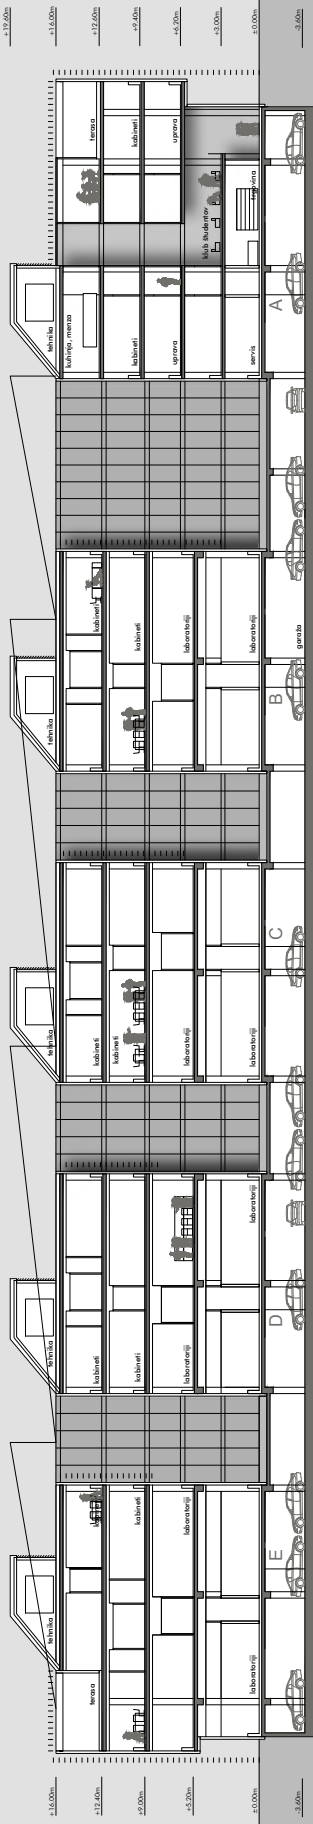 +19.60m
tehnika
tehnika
tehnika
tehnika
tehnika
+16.00m
+16.00m
kuhinja, menza
+12.40m
terasa
kabineti
kabineti
kabineti
terasa
+12.60m
+9.00m
kabineti
kabineti
kabineti
kabineti
kabineti
kabineti
+9.40m
+5.20m
laboratoriji
laboratoriji
laboratoriji
laboratoriji
uprava
uprava
+6.20m
klub študentov
+3.00m
±0.00m
laboratoriji
laboratoriji
laboratoriji
laboratoriji
servis
trgovina
±0.00m
E
D
C
B
A
-3.60m
garaža
-3.60m